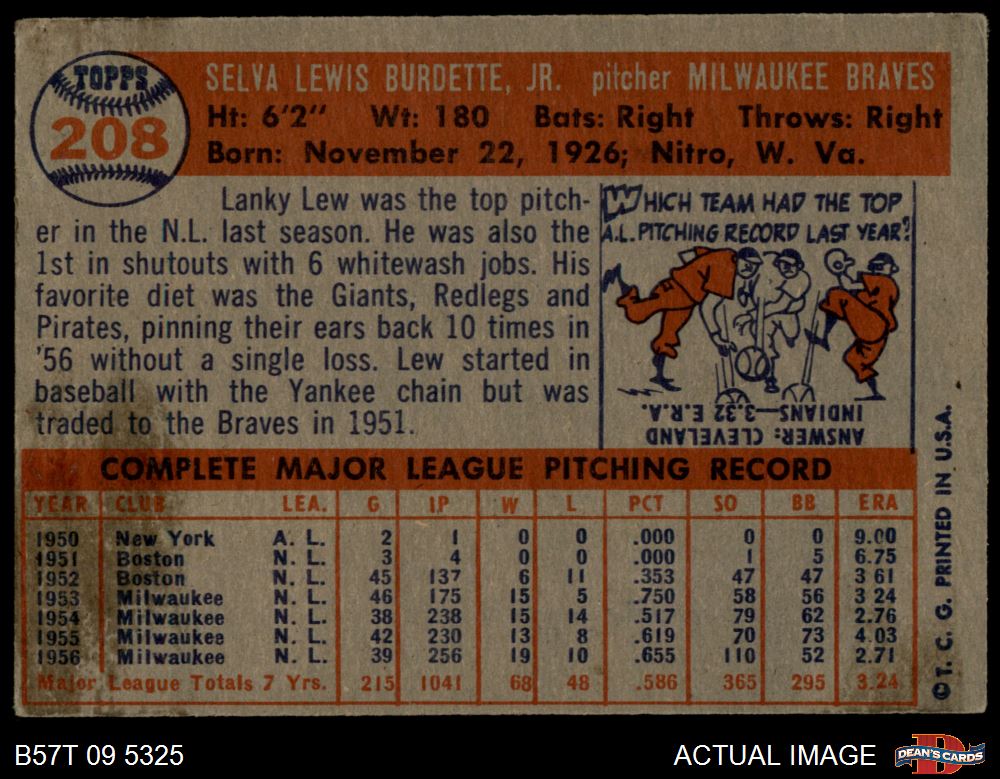 TOPPS
208
SELVA LEWIS BURDETTE, JR. pitcher MILWAUKEE BRAVES
Ht: 6'2" Wt: 180 Bats: Right Throws: Right
Born: November 22, 1926; Nitro, W. Va.
Lanky Lew was the top pitch-
er in the N.L. last season. He was also the
1st in shutouts with 6 whitewash jobs. His
favorite diet was the Giants, Redlegs and
Pirates, pinning their ears back 10 times in
'56 without a single loss. Lew started in
baseball with the Yankee chain but was
traded to the Braves in 1951.
WHICH TEAM HAD THE TOP
A.L. PITCHING RECORD LAST YEAR?
ANSWER: CLEVELAND
INDIANS—3.32 E.R.A.
COMPLETE MAJOR LEAGUE PITCHING RECORD
YEAR CLUB LEA. G I.P W L PCT SO BB ERA
1950 New York A. L. 2 1 0 0 .000 0 0 9.00
1951 Boston N. L. 3 4 0 0 .000 1 5 6.75
1952 Boston N. L. 45 137 6 11 .353 47 47 3 61
1953 Milwaukee N. L. 46 175 15 5 .750 58 56 3 24
1954 Milwaukee N. L. 38 238 15 14 .517 79 62 2.76
1955 Milwaukee N. L. 42 230 13 8 .619 70 73 4.03
1956 Milwaukee N. L. 39 256 19 10 .655 110 52 2.71
Major League Totals 7 Yrs. 215 1041 68 48 .586 365 295 3.24
©T. C. G. PRINTED IN U.S.A.
B57T 09 5325
ACTUAL IMAGE
DEAN'S CARDS